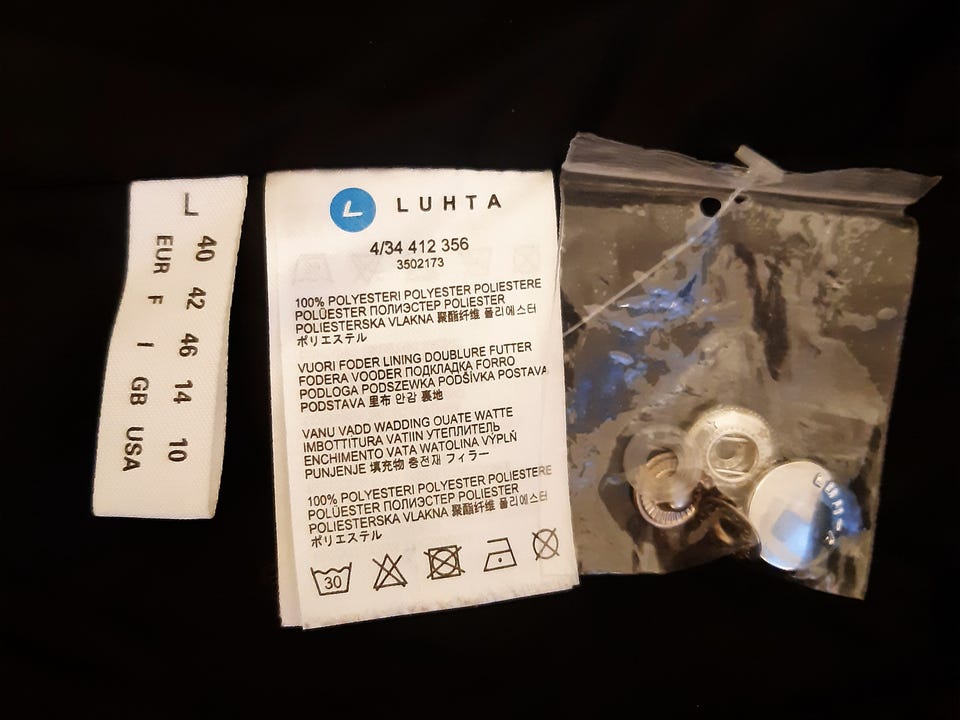 L
40 42 46 14 10
EUR F I GB USA
L LUHTA
4/34 412 356
3502173
100% POLYESTERI POLYESTER POLIESTERE
POLÜESTER ПОЛИЭСТЕР POLIESTER
POLIESTERSKA VLAKNA 聚酯纤维 폴리에스터
ポリエステル
VUORI FODER LINING DOUBLURE FUTTER
FODERA VOODER ПОДКЛАДКА FORRO
PODLOGA PODSZEWKA PODŠÍVKA POSTAVA
PODSTAVA 里布 안감 裏地
VANU VADD WADDING OUATE WATTE
IMBOTTITURA VATIIN УТЕПЛИТЕЛЬ
ENCHIMENTO VATA WATOLINA VÝPLŇ
PUNJENJE 填充物 충전재 フィラー
100% POLYESTERI POLYESTER POLIESTERE
POLÜESTER ПОЛИЭСТЕР POLIESTER
POLIESTERSKA VLAKNA 聚酯纤维 폴리에스터
ポリエステル
30